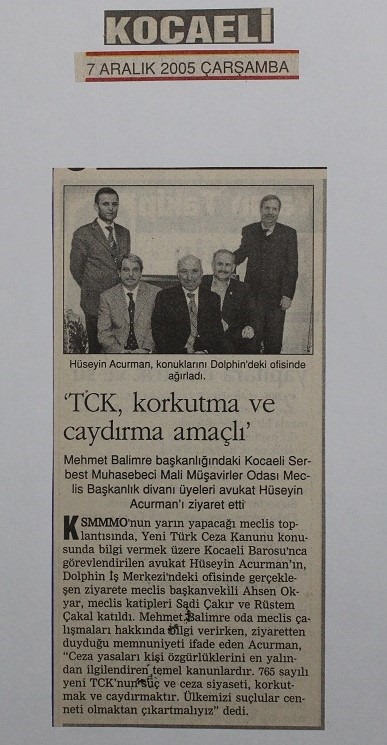 KOCAELİ
7 ARALIK 2005 ÇARŞAMBA
Hüseyin Acurman, konuklarını Dolphin'deki ofisinde
ağırladı.
'TCK, korkutma ve
caydırma amaçlı'
Mehmet Balimre başkanlığındaki Kocaeli Ser-
best Muhasebeci Mali Müşavirler Odası Mec-
lis Başkanlık divanı üyeleri avukat Hüseyin
Acurman'ı ziyaret etti
KSMMMO'nun yarın yapacağı meclis top-
lantısında, Yeni Türk Ceza Kanunu konu-
sunda bilgi vermek üzere Kocaeli Barosu'nca
görevlendirilen avukat Hüseyin Acurman'ın,
Dolphin İş Merkezi'ndeki ofisinde gerçekle-
şen ziyarete meclis başkanvekili Ahsen Ok-
yar, meclis katipleri Sadi Çakır ve Rüstem
Çakal katıldı. Mehmet Balimre oda meclis ça-
lışmaları hakkında bilgi verirken, ziyaretten
duyduğu memnuniyeti ifade eden Acurman,
"Ceza yasaları kişi özgürlüklerini en yalın-
dan ilgilendiren temel kanunlardır. 765 sayılı
yeni TCK'nun suç ve ceza siyaseti, korkut-
mak ve caydırmaktır. Ülkemizi suçlular cen-
neti olmaktan çıkartmalıyız" dedi.